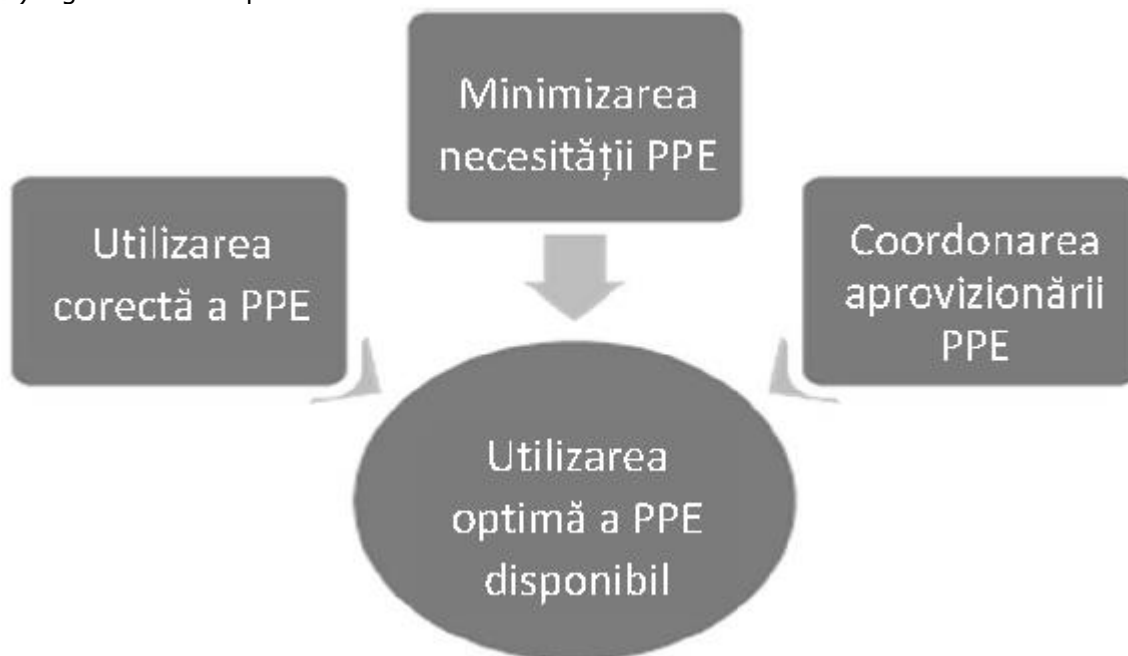 Minimizarea
necesității PPE
Utilizarea
corectă a PPE
Coordonarea
aprovizionării
PPE
Utilizarea
optimă a PPE
disponibil